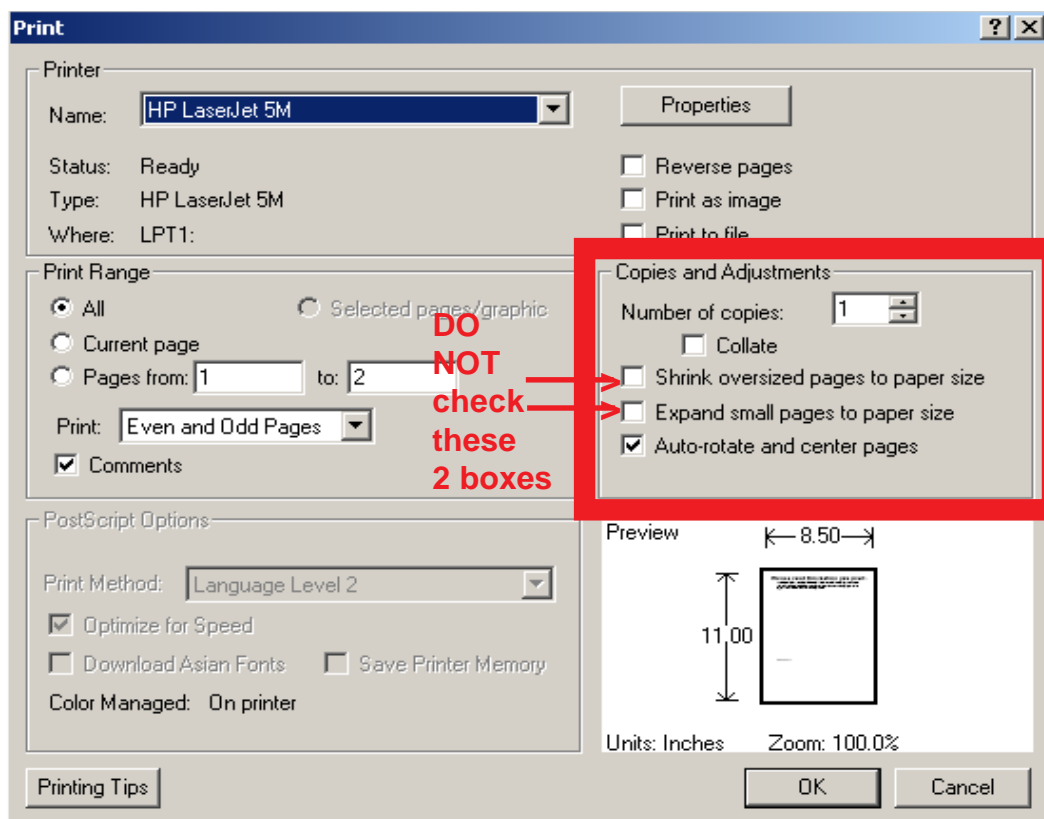 Print
Printer
Name: HP LaserJet 5M
Properties
Status: Ready
Type: HP LaserJet 5M
Where: LPT1:
Reverse pages
Print as image
Print to file
Print Range
All
Selected pages/graphic
Current page
Pages from: 1 to: 2
Print: Even and Odd Pages
Comments
DO
NOT
check
these
2 boxes
Copies and Adjustments
Number of copies: 1
Collate
Shrink oversized pages to paper size
Expand small pages to paper size
Auto-rotate and center pages
PostScript Options
Print Method: Language Level 2
Optimize for Speed
Download Asian Fonts
Save Printer Memory
Color Managed: On printer
Preview
8.50
11.00
Units: Inches Zoom: 100.0%
Printing Tips
OK
Cancel